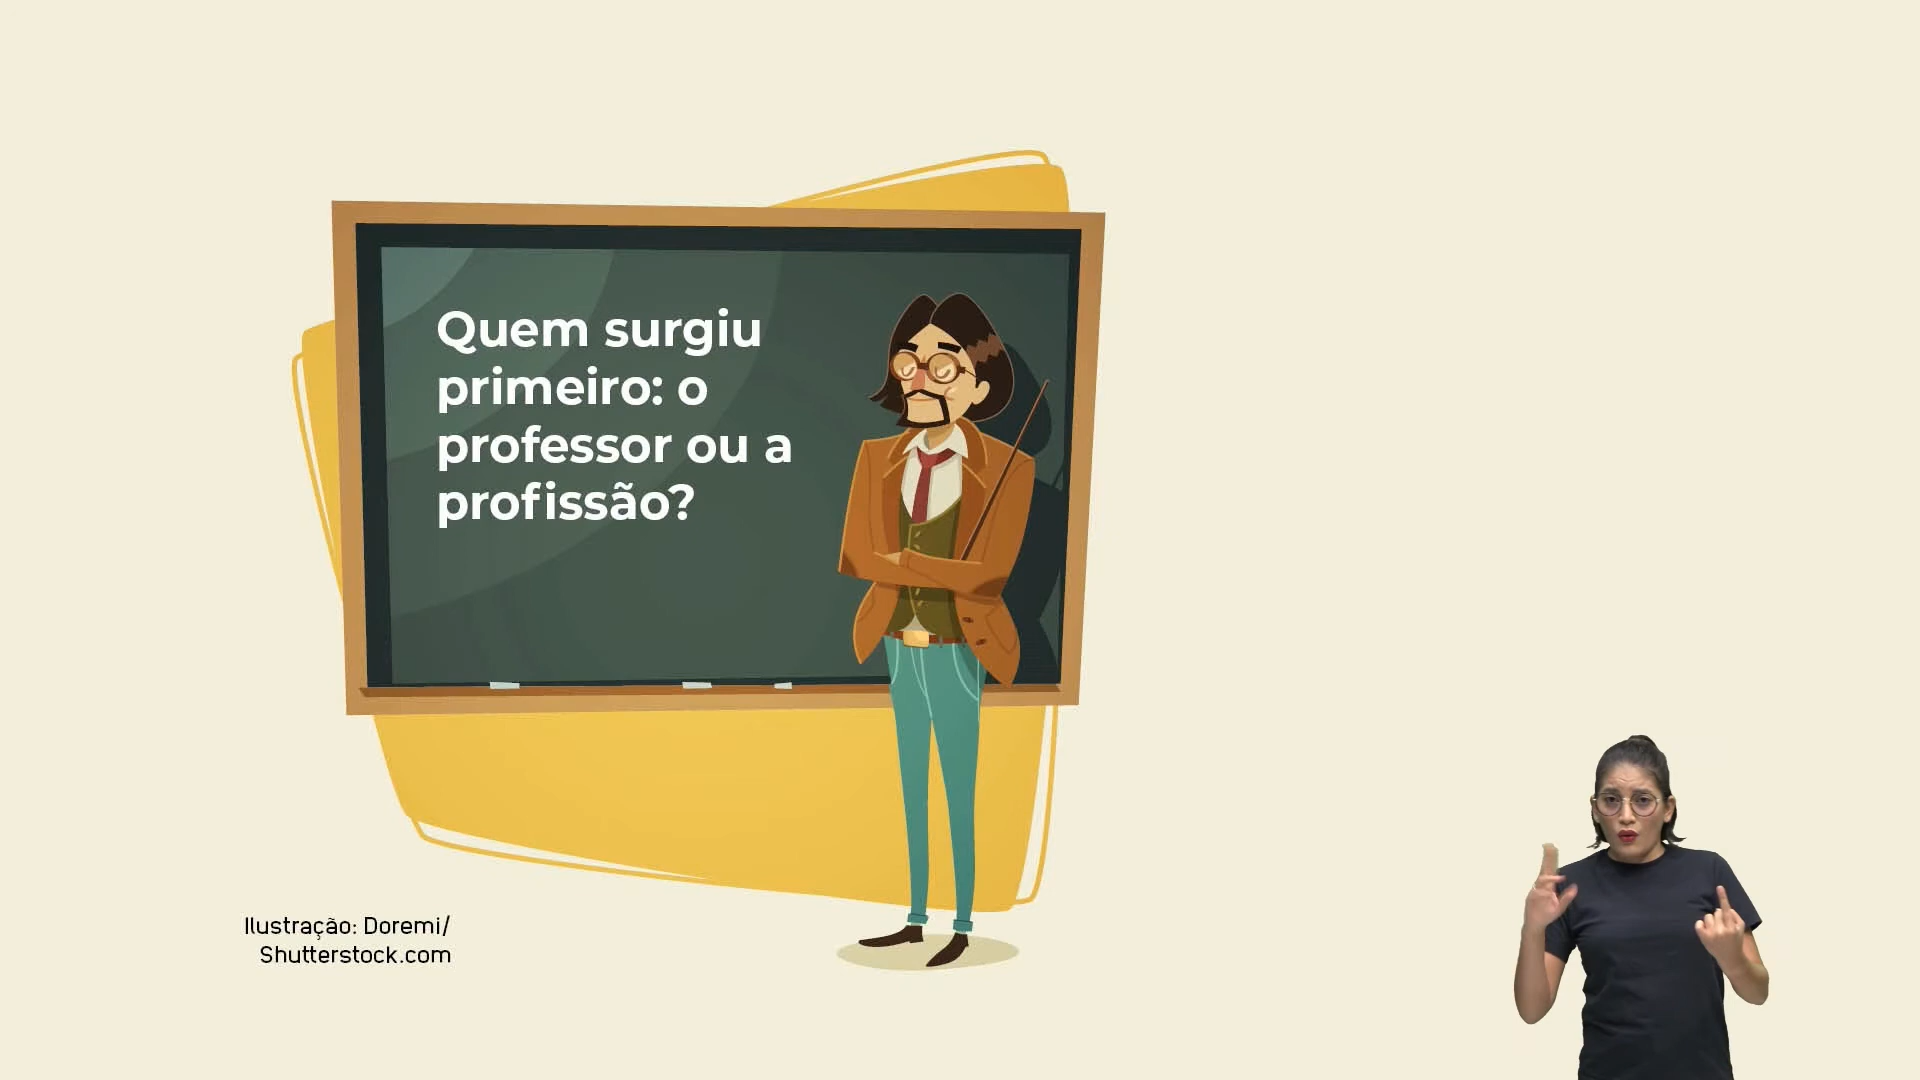 Quem surgiu
primeiro: o
professor ou a
profissão?
Ilustração: Doremi/
Shutterstock.com